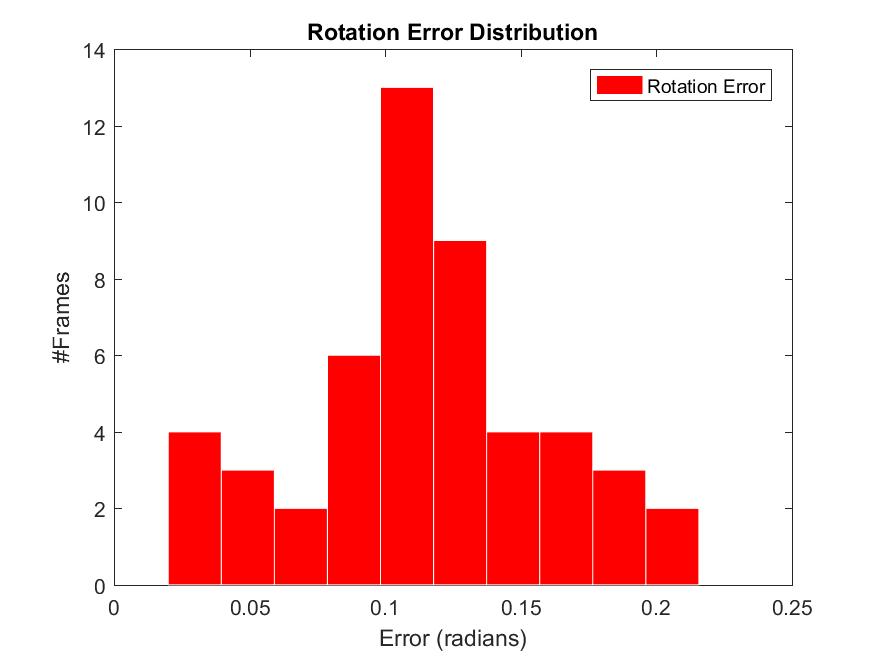 Rotation Error Distribution
Rotation Error
14
12
10
8
6
4
2
0
#Frames
0 0.05 0.1 0.15 0.2 0.25
Error (radians)